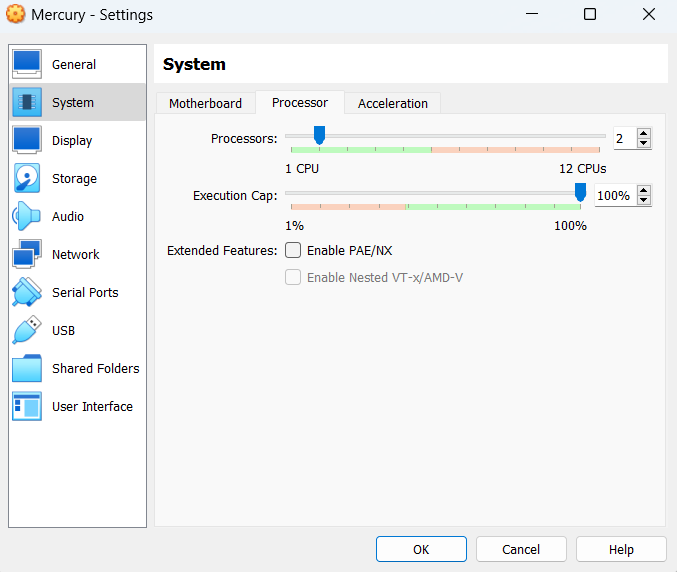 Mercury - Settings
General
System
Display
Storage
Audio
Network
Serial Ports
USB
Shared Folders
User Interface
System
Motherboard Processor Acceleration
Processors: 2
1 CPU 12 CPUs
Execution Cap: 100%
1% 100%
Extended Features: Enable PAE/NX
Enable Nested VT-x/AMD-V
OK Cancel Help